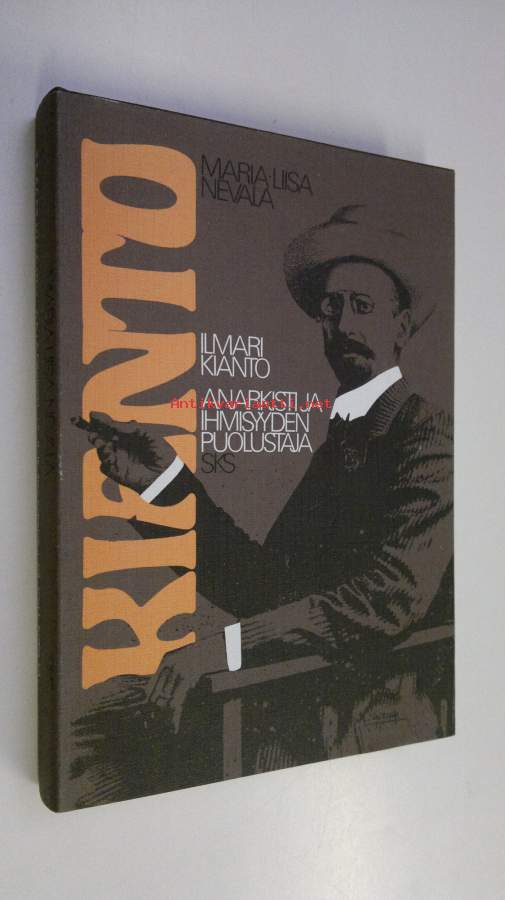 MARIA-LIISA
NEVALA
KIANTO
ILMARI
KIANTO
ANARKISTI JA
IHMISYYDEN
PUOLUSTAJA
SKS
Antikvariaatti.net